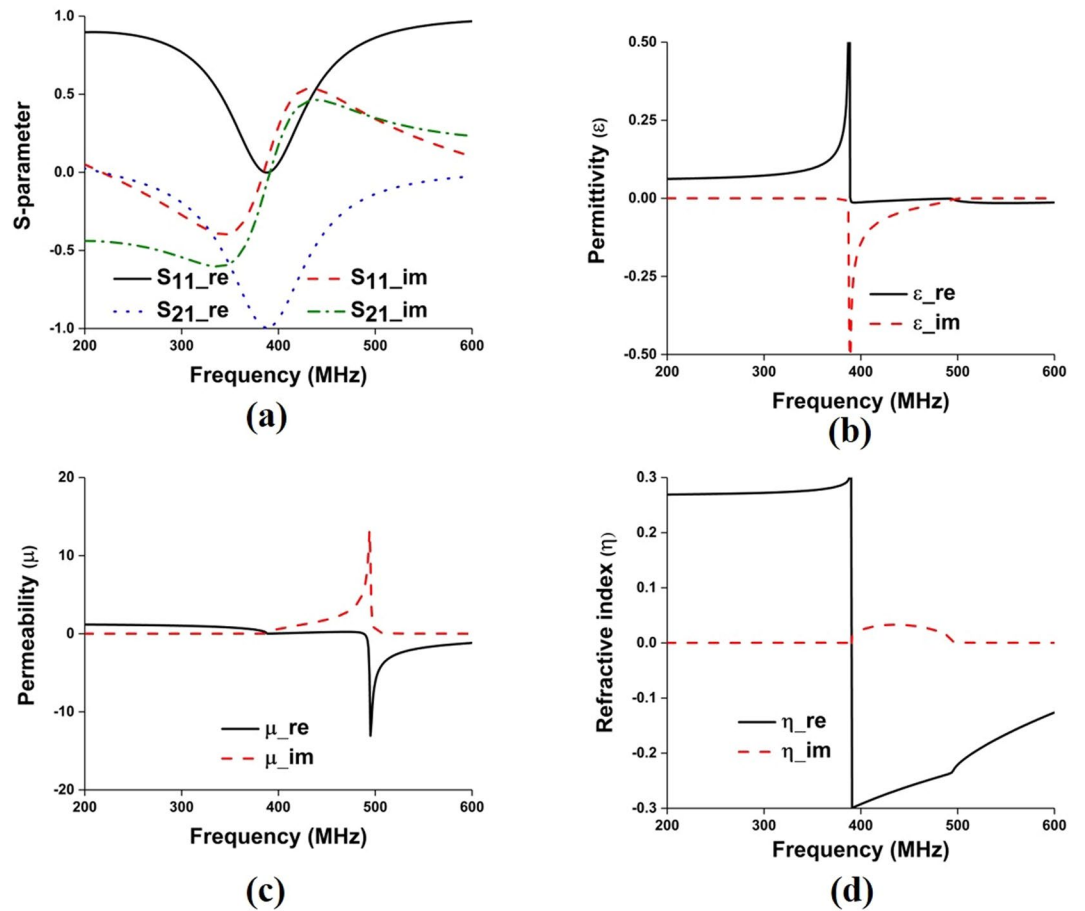 1.0
0.5
0.0
-0.5
-1.0
S-parameter
S11_re
S11_im
S21_re
S21_im
200
300
400
500
600
Frequency (MHz)
(a)
0.50
0.25
0.00
-0.25
-0.50
Permittivity (ε)
ε_re
ε_im
200
300
400
500
600
Frequency (MHz)
(b)
20
10
0
-10
-20
Permeability (μ)
μ_re
μ_im
200
300
400
500
600
Frequency (MHz)
(c)
0.3
0.2
0.1
0.0
-0.1
-0.2
-0.3
Refractive index (η)
η_re
η_im
200
300
400
500
600
Frequency (MHz)
(d)